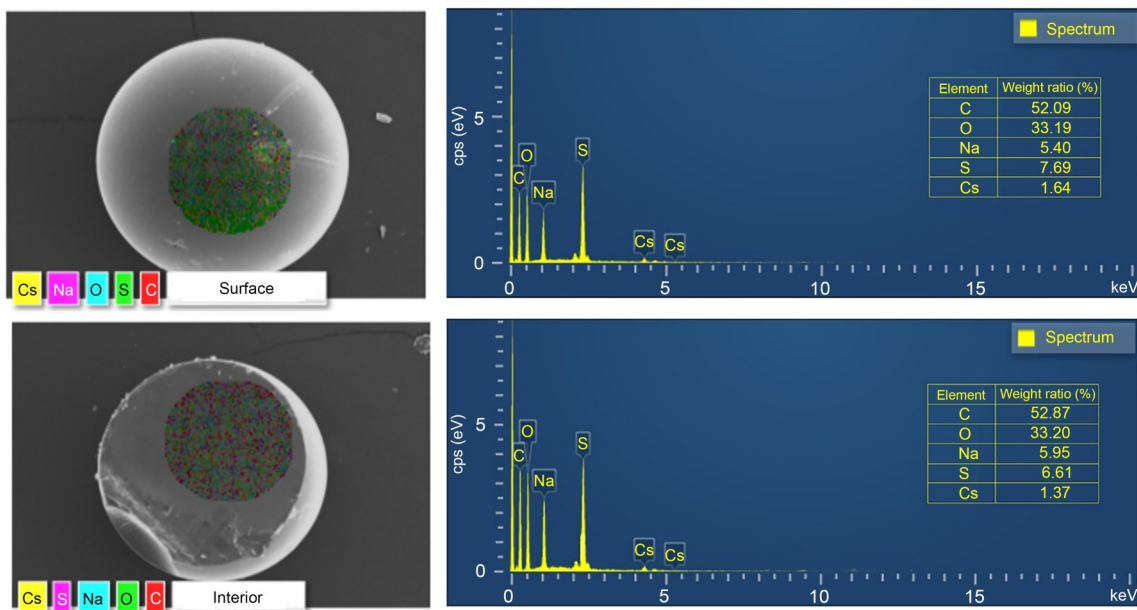 Cs Na O S C Surface
Spectrum
Element Weight ratio (%)
C 52.09
O 33.19
Na 5.40
S 7.69
Cs 1.64
cps (eV)
5
0
C
O
Na
S
Cs
Cs
0 5 10 15 keV
Cs S Na O C Interior
Spectrum
Element Weight ratio (%)
C 52.87
O 33.20
Na 5.95
S 6.61
Cs 1.37
cps (eV)
5
0
C
O
Na
S
Cs
Cs
0 5 10 15 keV